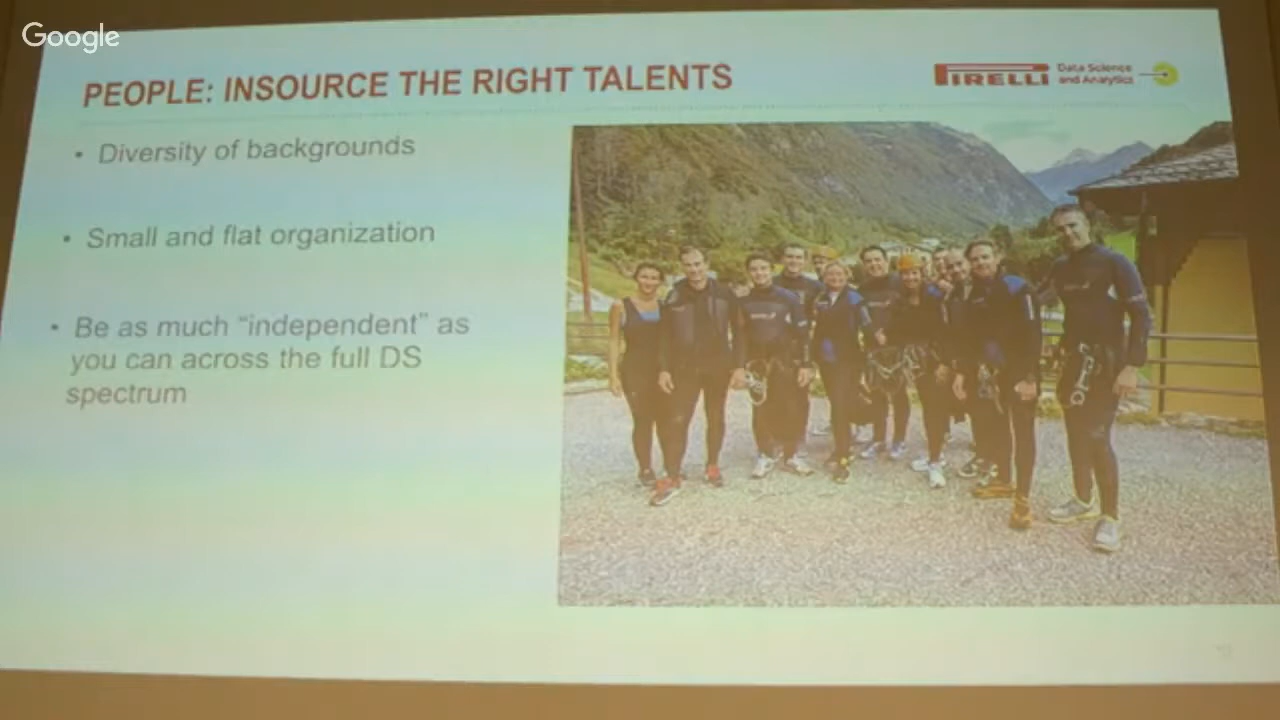 Google
PEOPLE: INSOURCE THE RIGHT TALENTS
PIRELLI
Data Science
and Analytics
• Diversity of backgrounds
• Small and flat organization
• Be as much “independent” as
you can across the full DS
spectrum